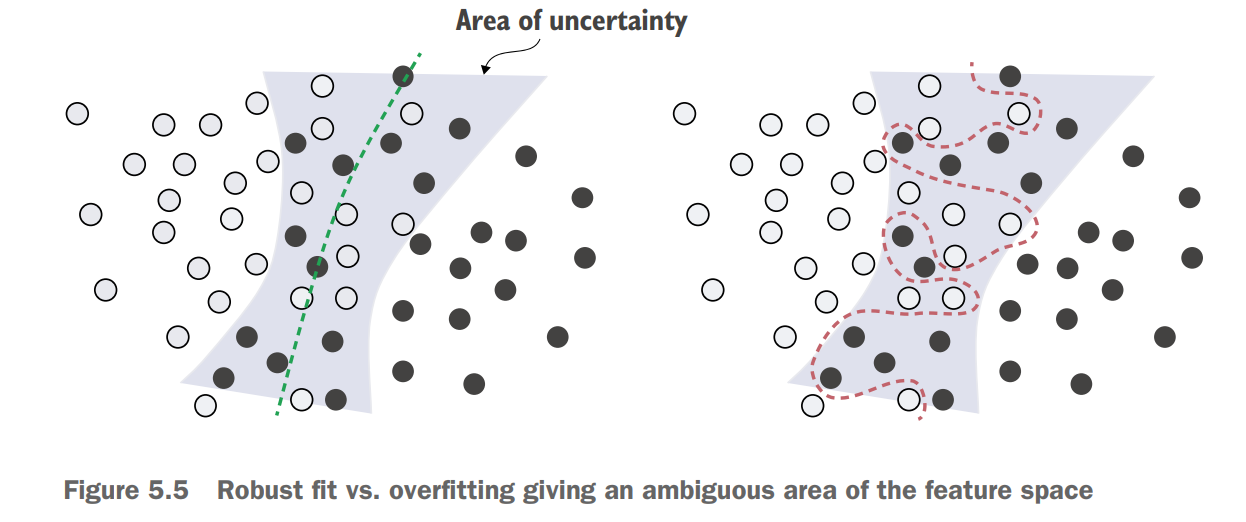 Area of uncertainty
Figure 5.5 Robust fit vs. overfitting giving an ambiguous area of the feature space